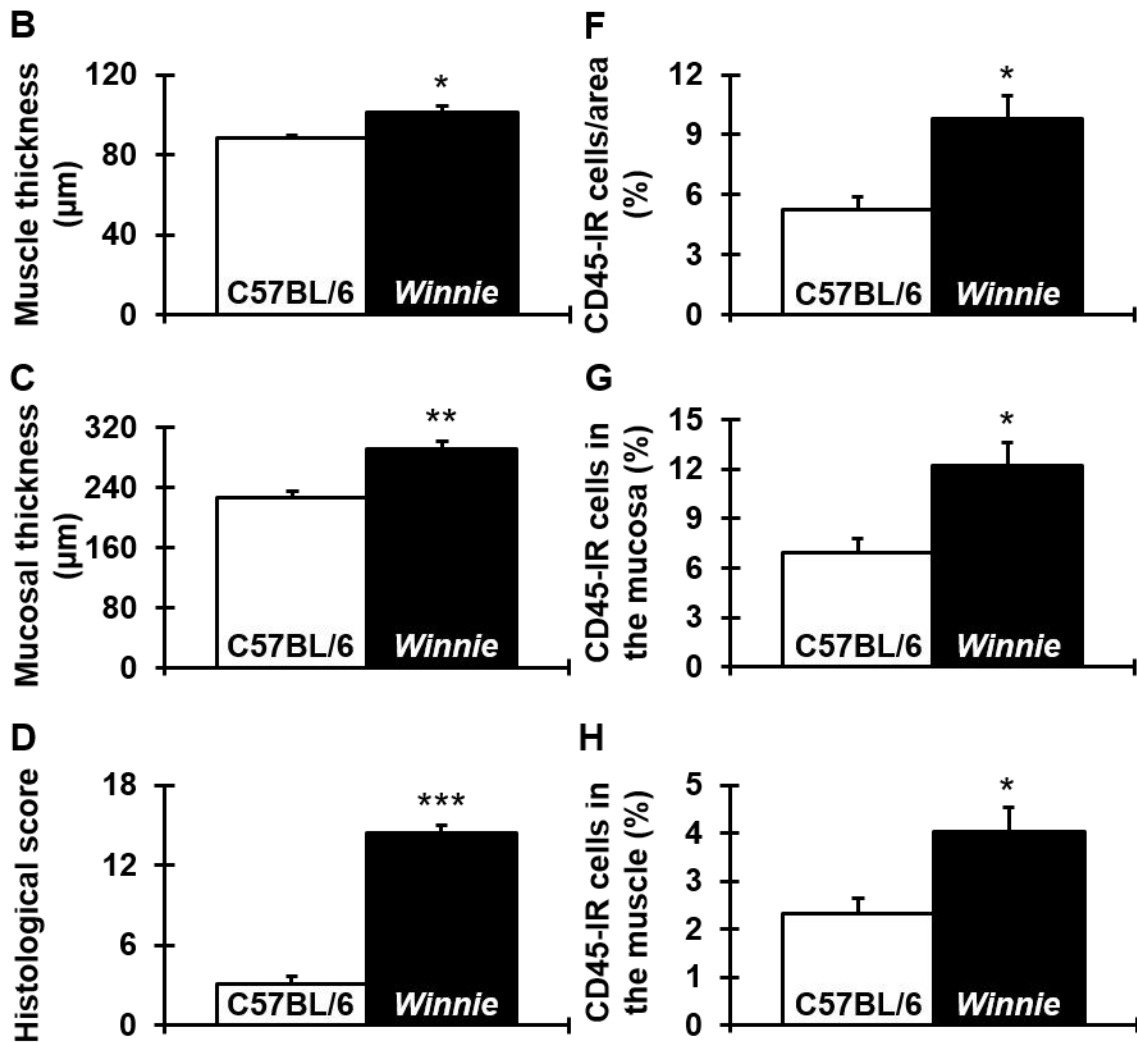 B
Muscle thickness
(µm)
120
80
40
0
*
C57BL/6
Winnie
F
CD45-IR cells/area
(%)
12
9
6
3
0
*
C57BL/6
Winnie
C
Mucosal thickness
(µm)
320
240
160
80
0
**
C57BL/6
Winnie
G
CD45-IR cells in
the mucosa (%)
15
12
9
6
3
0
*
C57BL/6
Winnie
D
Histological score
18
12
6
0
***
C57BL/6
Winnie
H
CD45-IR cells in
the muscle (%)
5
4
3
2
1
0
*
C57BL/6
Winnie